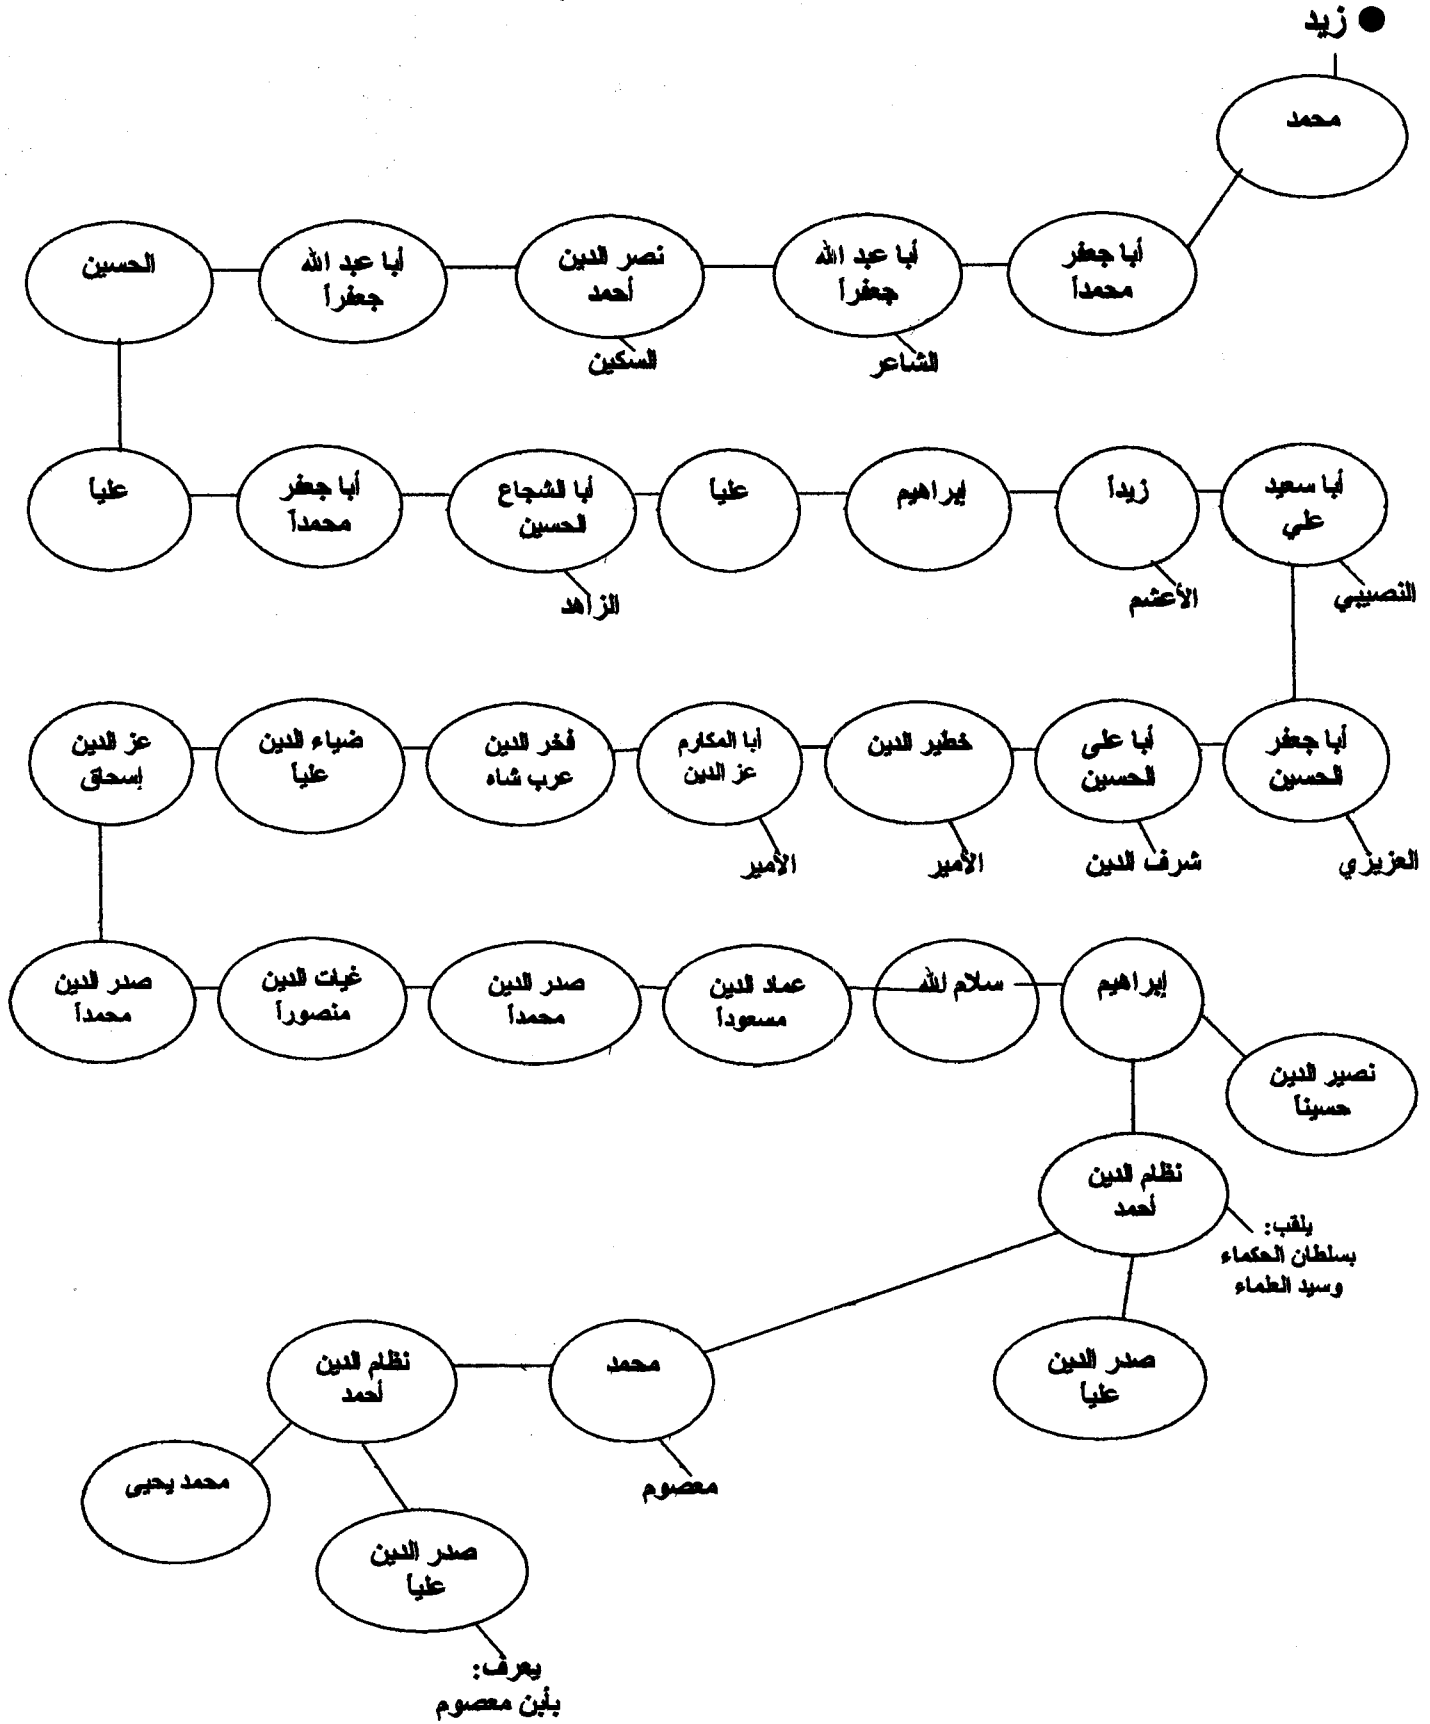 ● زيد
محمد
أبا جعفر
محمداً
أبا عبد الله
جعفراً
الشاعر
نصر الدين
أحمد
السكين
أبا عبد الله
جعفراً
الحسين
علياً
أبا جعفر
محمداً
أبا الشجاع
الحسين
الزاهد
علياً
إبراهيم
زيداً
الأعشم
أبا سعيد
علي
النصيبي
أبا جعفر
الحسين
العزيزي
أبا على
الحسين
شرف الدين
خطير الدين
الأمير
أبا المكارم
عز الدين
الأمير
فخر الدين
عرب شاه
ضياء الدين
علياً
عز الدين
إسحاق
صدر الدين
محمداً
غيات الدين
منصوراً
صدر الدين
محمداً
عماد الدين
مسعوداً
سلام لله
إبراهيم
نصير الدين
حسيناً
نظام الدين
أحمد
يلقب:
بسلطان الحكماء
وسيد العلماء
صدر الدين
علياً
محمد
معصوم
نظام الدين
أحمد
محمد يحيى
صدر الدين
علياً
يعرف:
بأبن معصوم